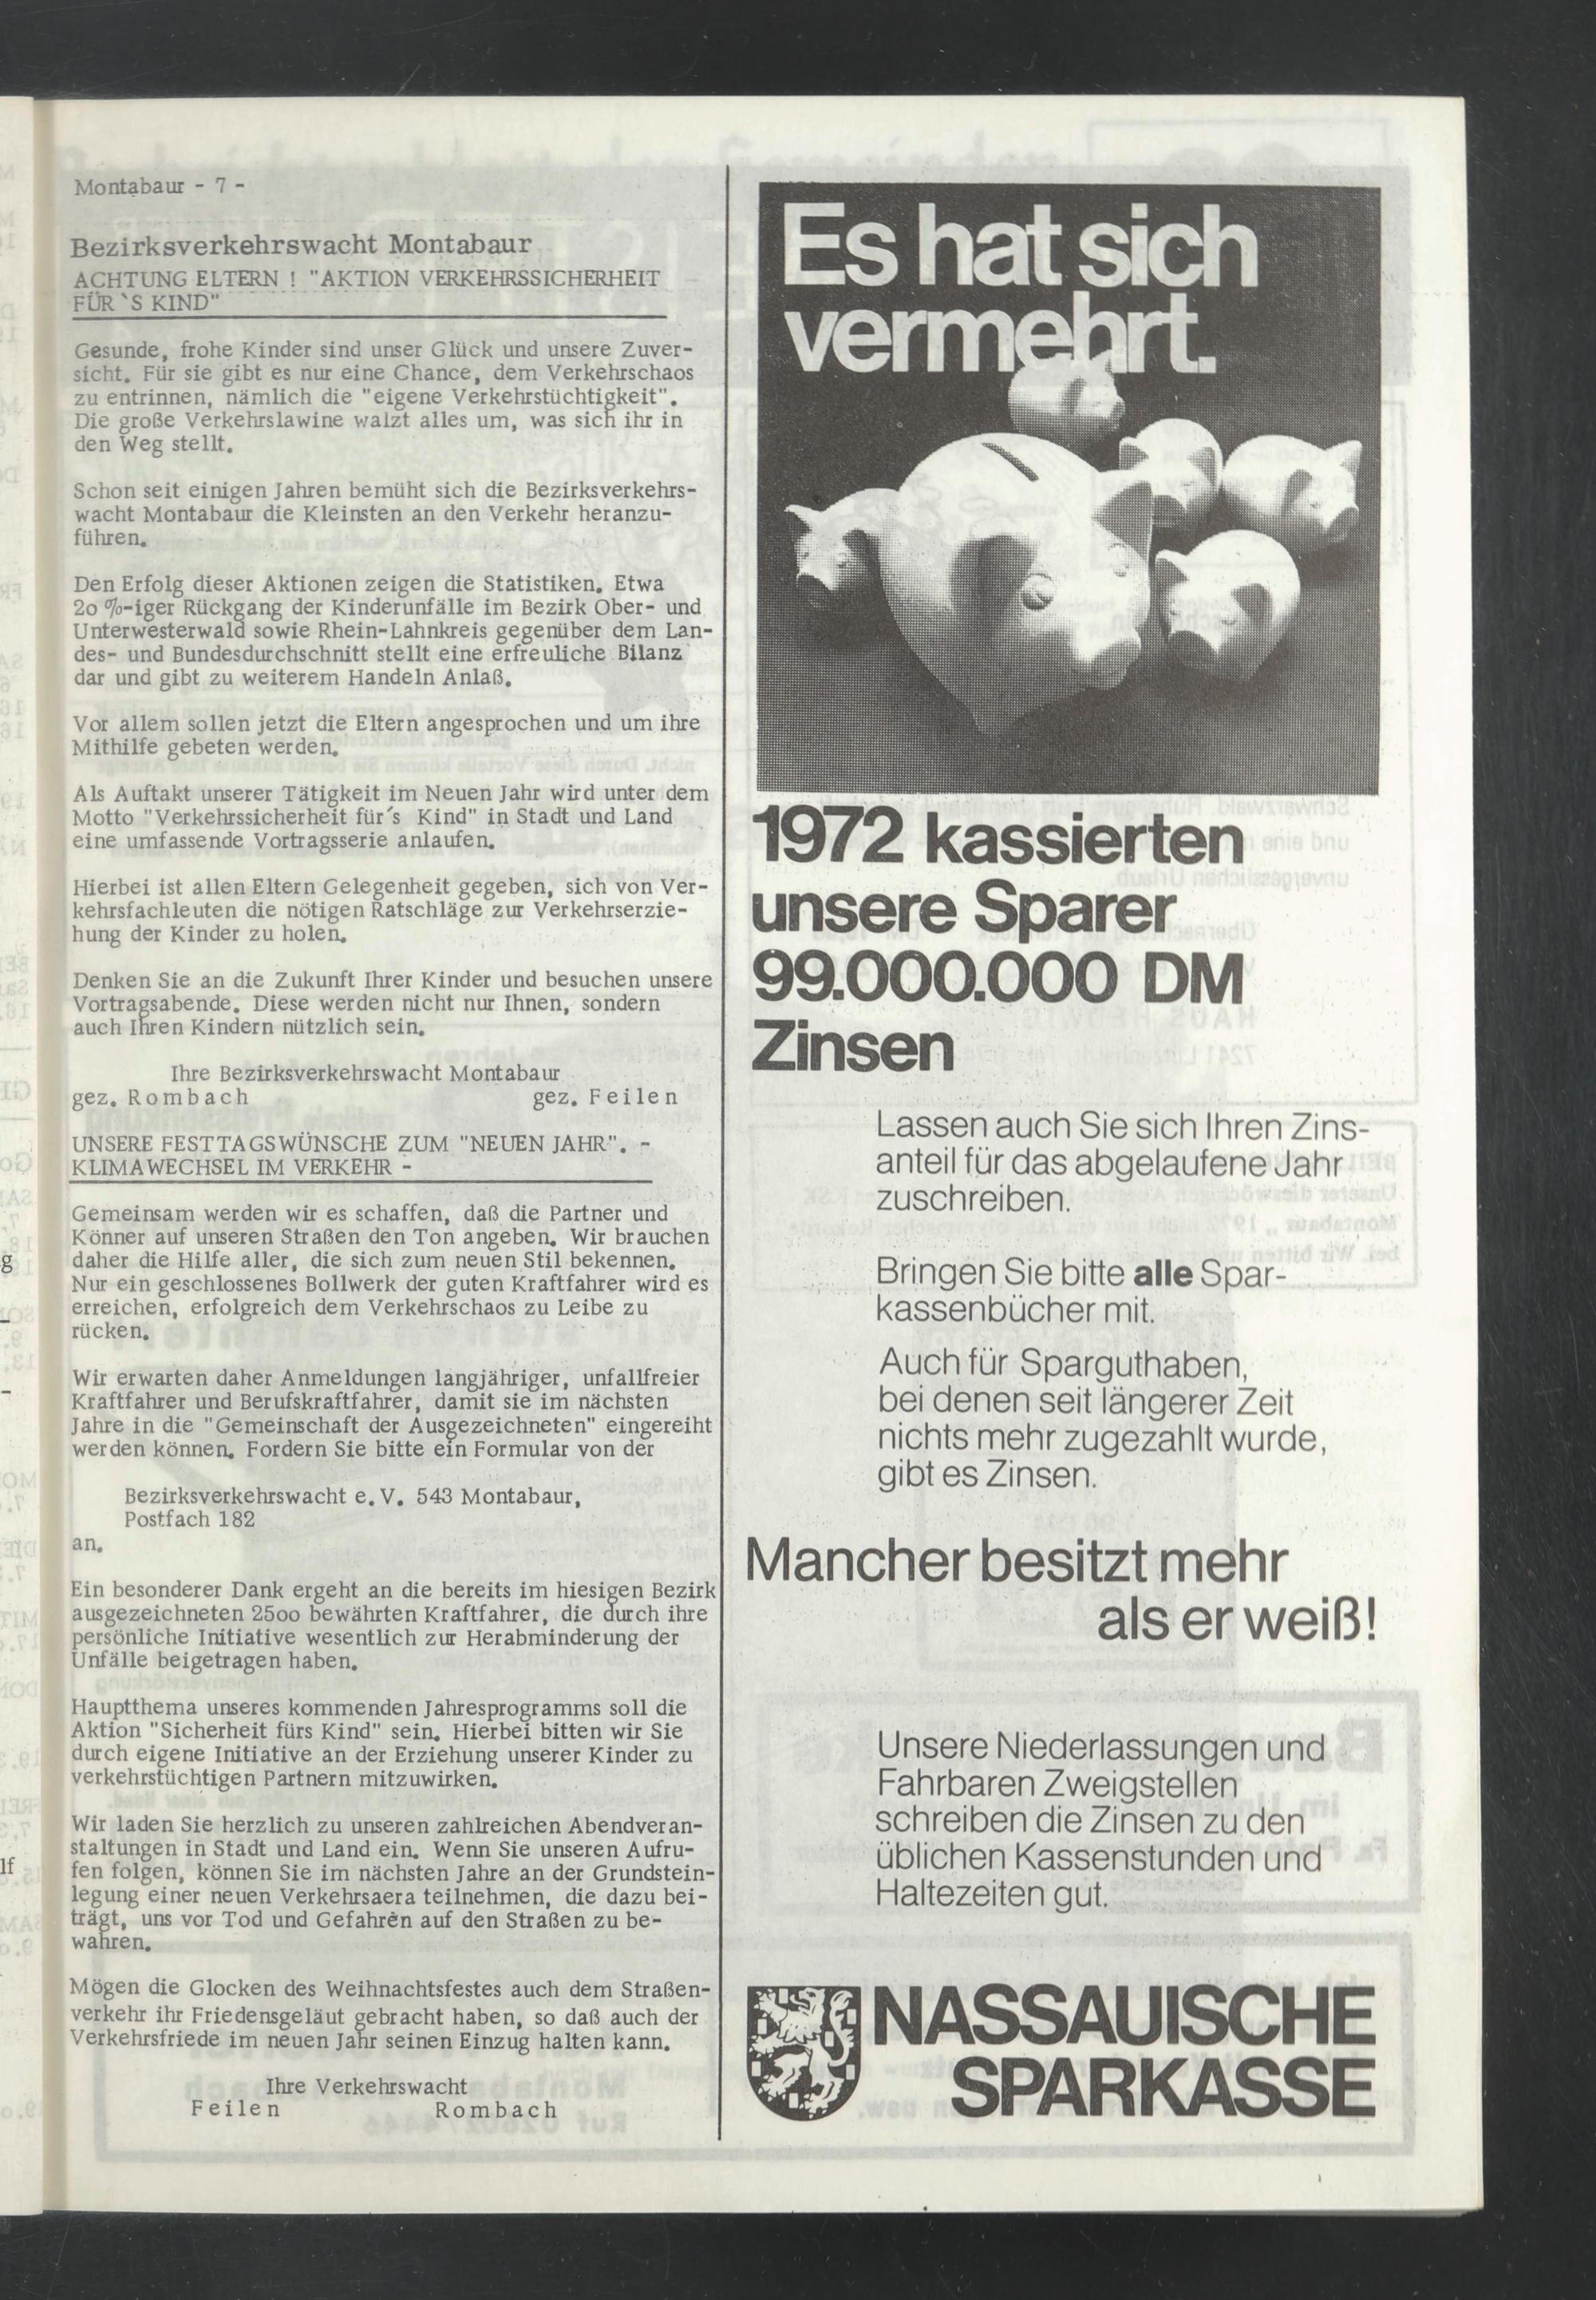 Montabaur - 7 -
Bezirksverkehrswacht Montabaur
ACHTUNG ELTERN ! "AKTION VERKEHRSSICHERHEIT
FÜR`S KIND"
Gesunde, frohe Kinder sind unser Glück und unsere Zuver-
sicht. Für sie gibt es nur eine Chance, dem Verkehrschaos
zu entrinnen, nämlich die "eigene Verkehrstüchtigkeit".
Die große Verkehrslawine walzt alles um, was sich ihr in
den Weg stellt.
Schon seit einigen Jahren bemüht sich die Bezirksverkehrs-
wacht Montabaur die Kleinsten an den Verkehr heranzu-
führen.
Den Erfolg dieser Aktionen zeigen die Statistiken. Etwa
2o %-iger Rückgang der Kinderunfälle im Bezirk Ober- und
Unterwesterwald sowie Rhein-Lahnkreis gegenüber dem Lan-
des- und Bundesdurchschnitt stellt eine erfreuliche Bilanz
dar und gibt zu weiterem Handeln Anlaß.
Vor allem sollen jetzt die Eltern angesprochen und um ihre
Mithilfe gebeten werden.
Als Auftakt unserer Tätigkeit im Neuen Jahr wird unter dem
Motto "Verkehrssicherheit für´s Kind" in Stadt und Land
eine umfassende Vortragsserie anlaufen.
Hierbei ist allen Eltern Gelegenheit gegeben, sich von Ver-
kehrsfachleuten die nötigen Ratschläge zur Verkehrserzie-
hung der Kinder zu holen.
Denken Sie an die Zukunft Ihrer Kinder und besuchen unsere
Vortragsabende. Diese werden nicht nur Ihnen, sondern
auch Ihren Kindern nützlich sein.
Ihre Bezirksverkehrswacht Montabaur
gez. Rombach gez. Feilen
UNSERE FESTTAGSWÜNSCHE ZUM "NEUEN JAHR". -
KLIMAWECHSEL IM VERKEHR -
Gemeinsam werden wir es schaffen, daß die Partner und
Könner auf unseren Straßen den Ton angeben. Wir brauchen
daher die Hilfe aller, die sich zum neuen Stil bekennen.
Nur ein geschlossenes Bollwerk der guten Kraftfahrer wird es
erreichen, erfolgreich dem Verkehrschaos zu Leibe zu
rücken.
Wir erwarten daher Anmeldungen langjähriger, unfallfreier
Kraftfahrer und Berufskraftfahrer, damit sie im nächsten
Jahre in die "Gemeinschaft der Ausgezeichneten" eingereiht
werden können. Fordern Sie bitte ein Formular von der
Bezirksverkehrswacht e.V. 543 Montabaur,
Postfach 182
an.
Ein besonderer Dank ergeht an die bereits im hiesigen Bezirk
ausgezeichneten 25oo bewährten Kraftfahrer, die durch ihre
persönliche Initiative wesentlich zur Herabminderung der
Unfälle beigetragen haben.
Hauptthema unseres kommenden Jahresprogramms soll die
Aktion "Sicherheit fürs Kind" sein. Hierbei bitten wir Sie
durch eigene Initiative an der Erziehung unserer Kinder zu
verkehrstüchtigen Partnern mitzuwirken.
Wir laden Sie herzlich zu unseren zahlreichen Abendveran-
staltungen in Stadt und Land ein. Wenn Sie unseren Aufru-
fen folgen, können Sie im nächsten Jahre an der Grundstein-
legung einer neuen Verkehrsaera teilnehmen, die dazu bei-
trägt, uns vor Tod und Gefahren auf den Straßen zu be-
wahren.
Mögen die Glocken des Weihnachtsfestes auch dem Straßen-
verkehr ihr Friedensgeläut gebracht haben, so daß auch der
Verkehrsfriede im neuen Jahr seinen Einzug halten kann.
Ihre Verkehrswacht
Feilen Rombach
Es hat sich
vermehrt.
1972 kassierten
unsere Sparer
99.000.000 DM
Zinsen
Lassen auch Sie sich Ihren Zins-
anteil für das abgelaufene Jahr
zuschreiben.
Bringen Sie bitte alle Spar-
kassenbücher mit.
Auch für Sparguthaben,
bei denen seit längerer Zeit
nichts mehr zugezahlt wurde,
gibt es Zinsen.
Mancher besitzt mehr
als er weiß!
Unsere Niederlassungen und
Fahrbaren Zweigstellen
schreiben die Zinsen zu den
üblichen Kassenstunden und
Haltezeiten gut.
NASSAUISCHE
SPARKASSE